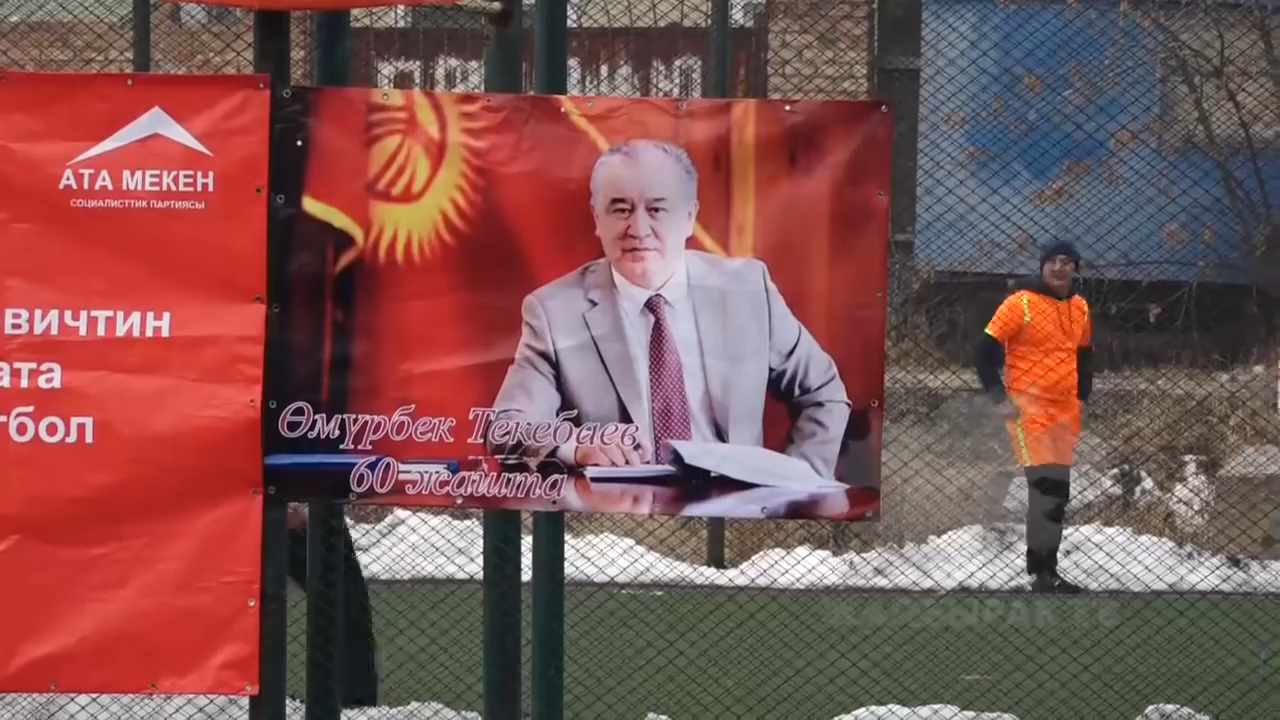 АТА МЕКЕН
СОЦИАЛИСТТИК ПАРТИЯСЫ
вичтин
ата
тбол
Өмүрбек Текебаев
60 жашта